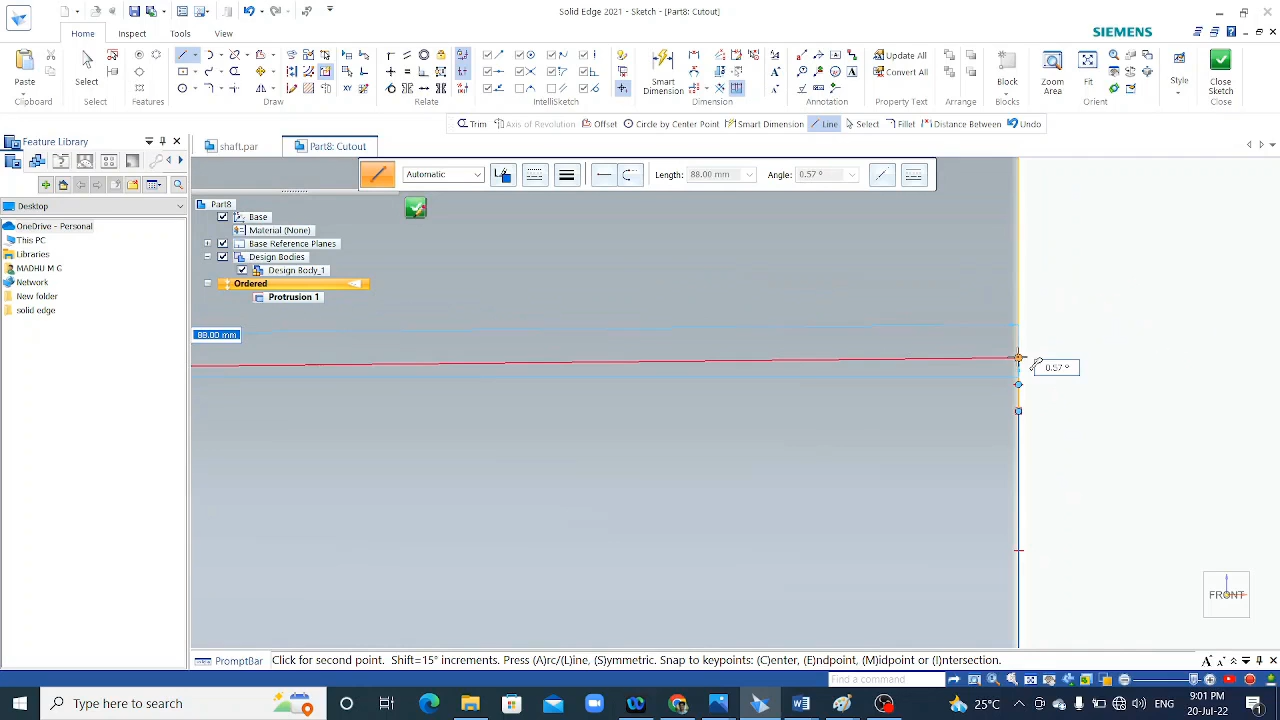 Solid Edge 2021 - Sketch - [Part8: Cutout]
Home Inspect Tools View
SIEMENS
Paste Select Smart Dimension Update All Convert All Block Zoom Area Fit Style Close Sketch
Clipboard Select Features Draw Relate IntelliSketch Dimension Annotation Property Text Arrange Blocks Orient Style Close
Trim Axis of Revolution Offset Circle by Center Point Smart Dimension Line Select Fillet Distance Between Undo
Feature Library
shaft.par Part8: Cutout
Automatic Length: 88.00 mm Angle: 0.57 °
Desktop
OneDrive - Personal
This PC
Libraries
MADHU M G
Network
New folder
solid edge
Part8
Base
Material (None)
Base Reference Planes
Design Bodies
Design Body_1
Ordered
Protrusion 1
88.00 mm
0.57 °
FRONT
PromptBar Click for second point. Shift=15° increments. Press (A)rc/(L)ine, (S)ymmetric. Snap to keypoints: (C)enter, (E)ndpoint, (M)idpoint or (I)ntersection.
Find a command
Type here to search
25°C ENG 09:01 PM 20-Jul-22